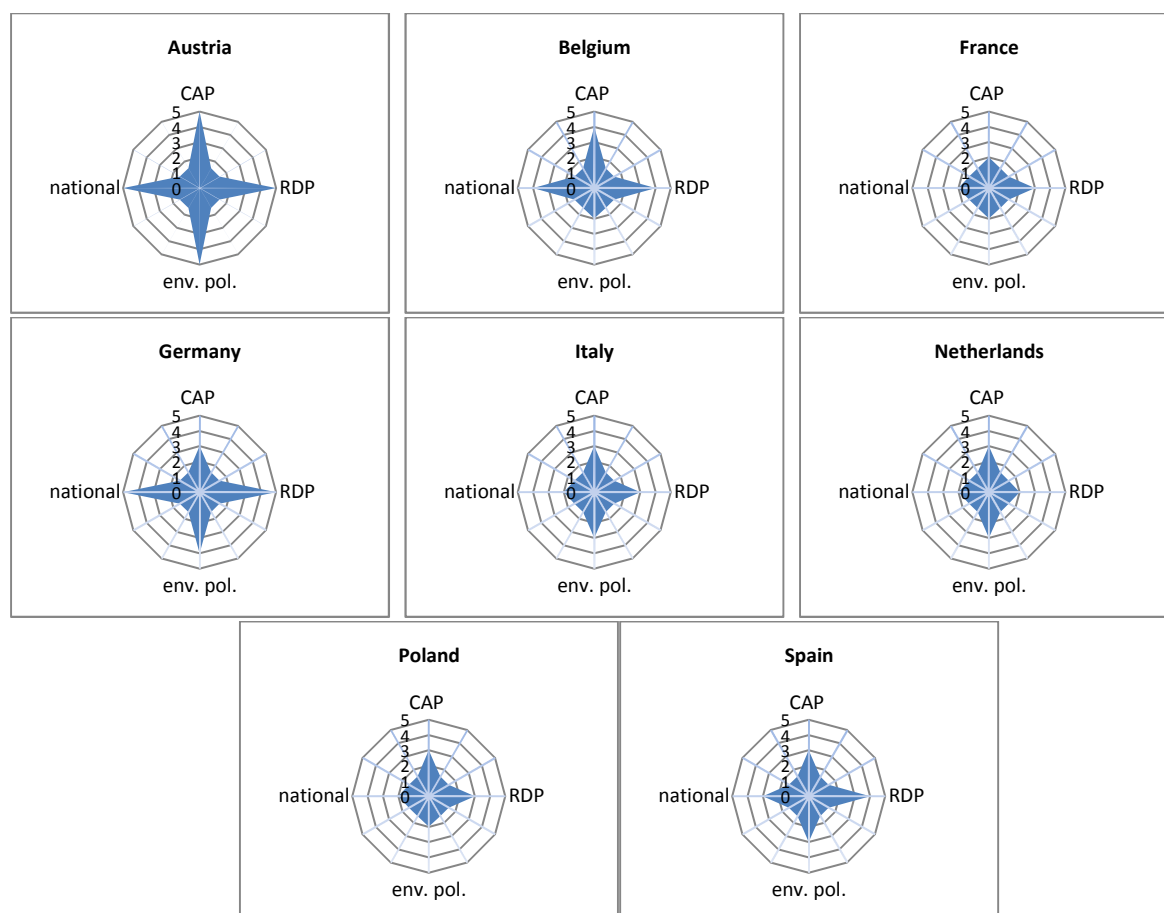 Austria
CAP
5
4
3
2
1
0
national
RDP
env. pol.
Belgium
CAP
5
4
3
2
1
0
national
RDP
env. pol.
France
CAP
5
4
3
2
1
0
national
RDP
env. pol.
Germany
CAP
5
4
3
2
1
0
national
RDP
env. pol.
Italy
CAP
5
4
3
2
1
0
national
RDP
env. pol.
Netherlands
CAP
5
4
3
2
1
0
national
RDP
env. pol.
Poland
CAP
5
4
3
2
1
0
national
RDP
env. pol.
Spain
CAP
5
4
3
2
1
0
national
RDP
env. pol.